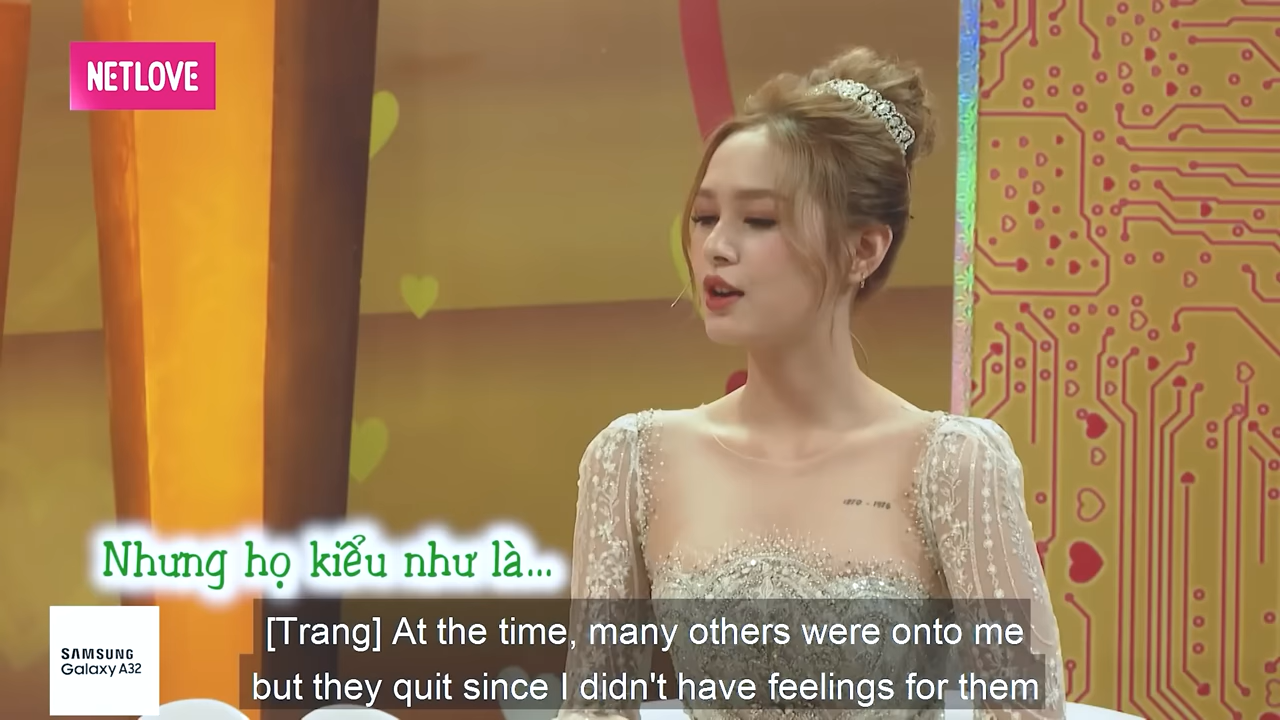 NETLOVE
Nhưng họ kiểu như là...
SAMSUNG
Galaxy A32
[Trang] At the time, many others were onto me
but they quit since I didn't have feelings for them